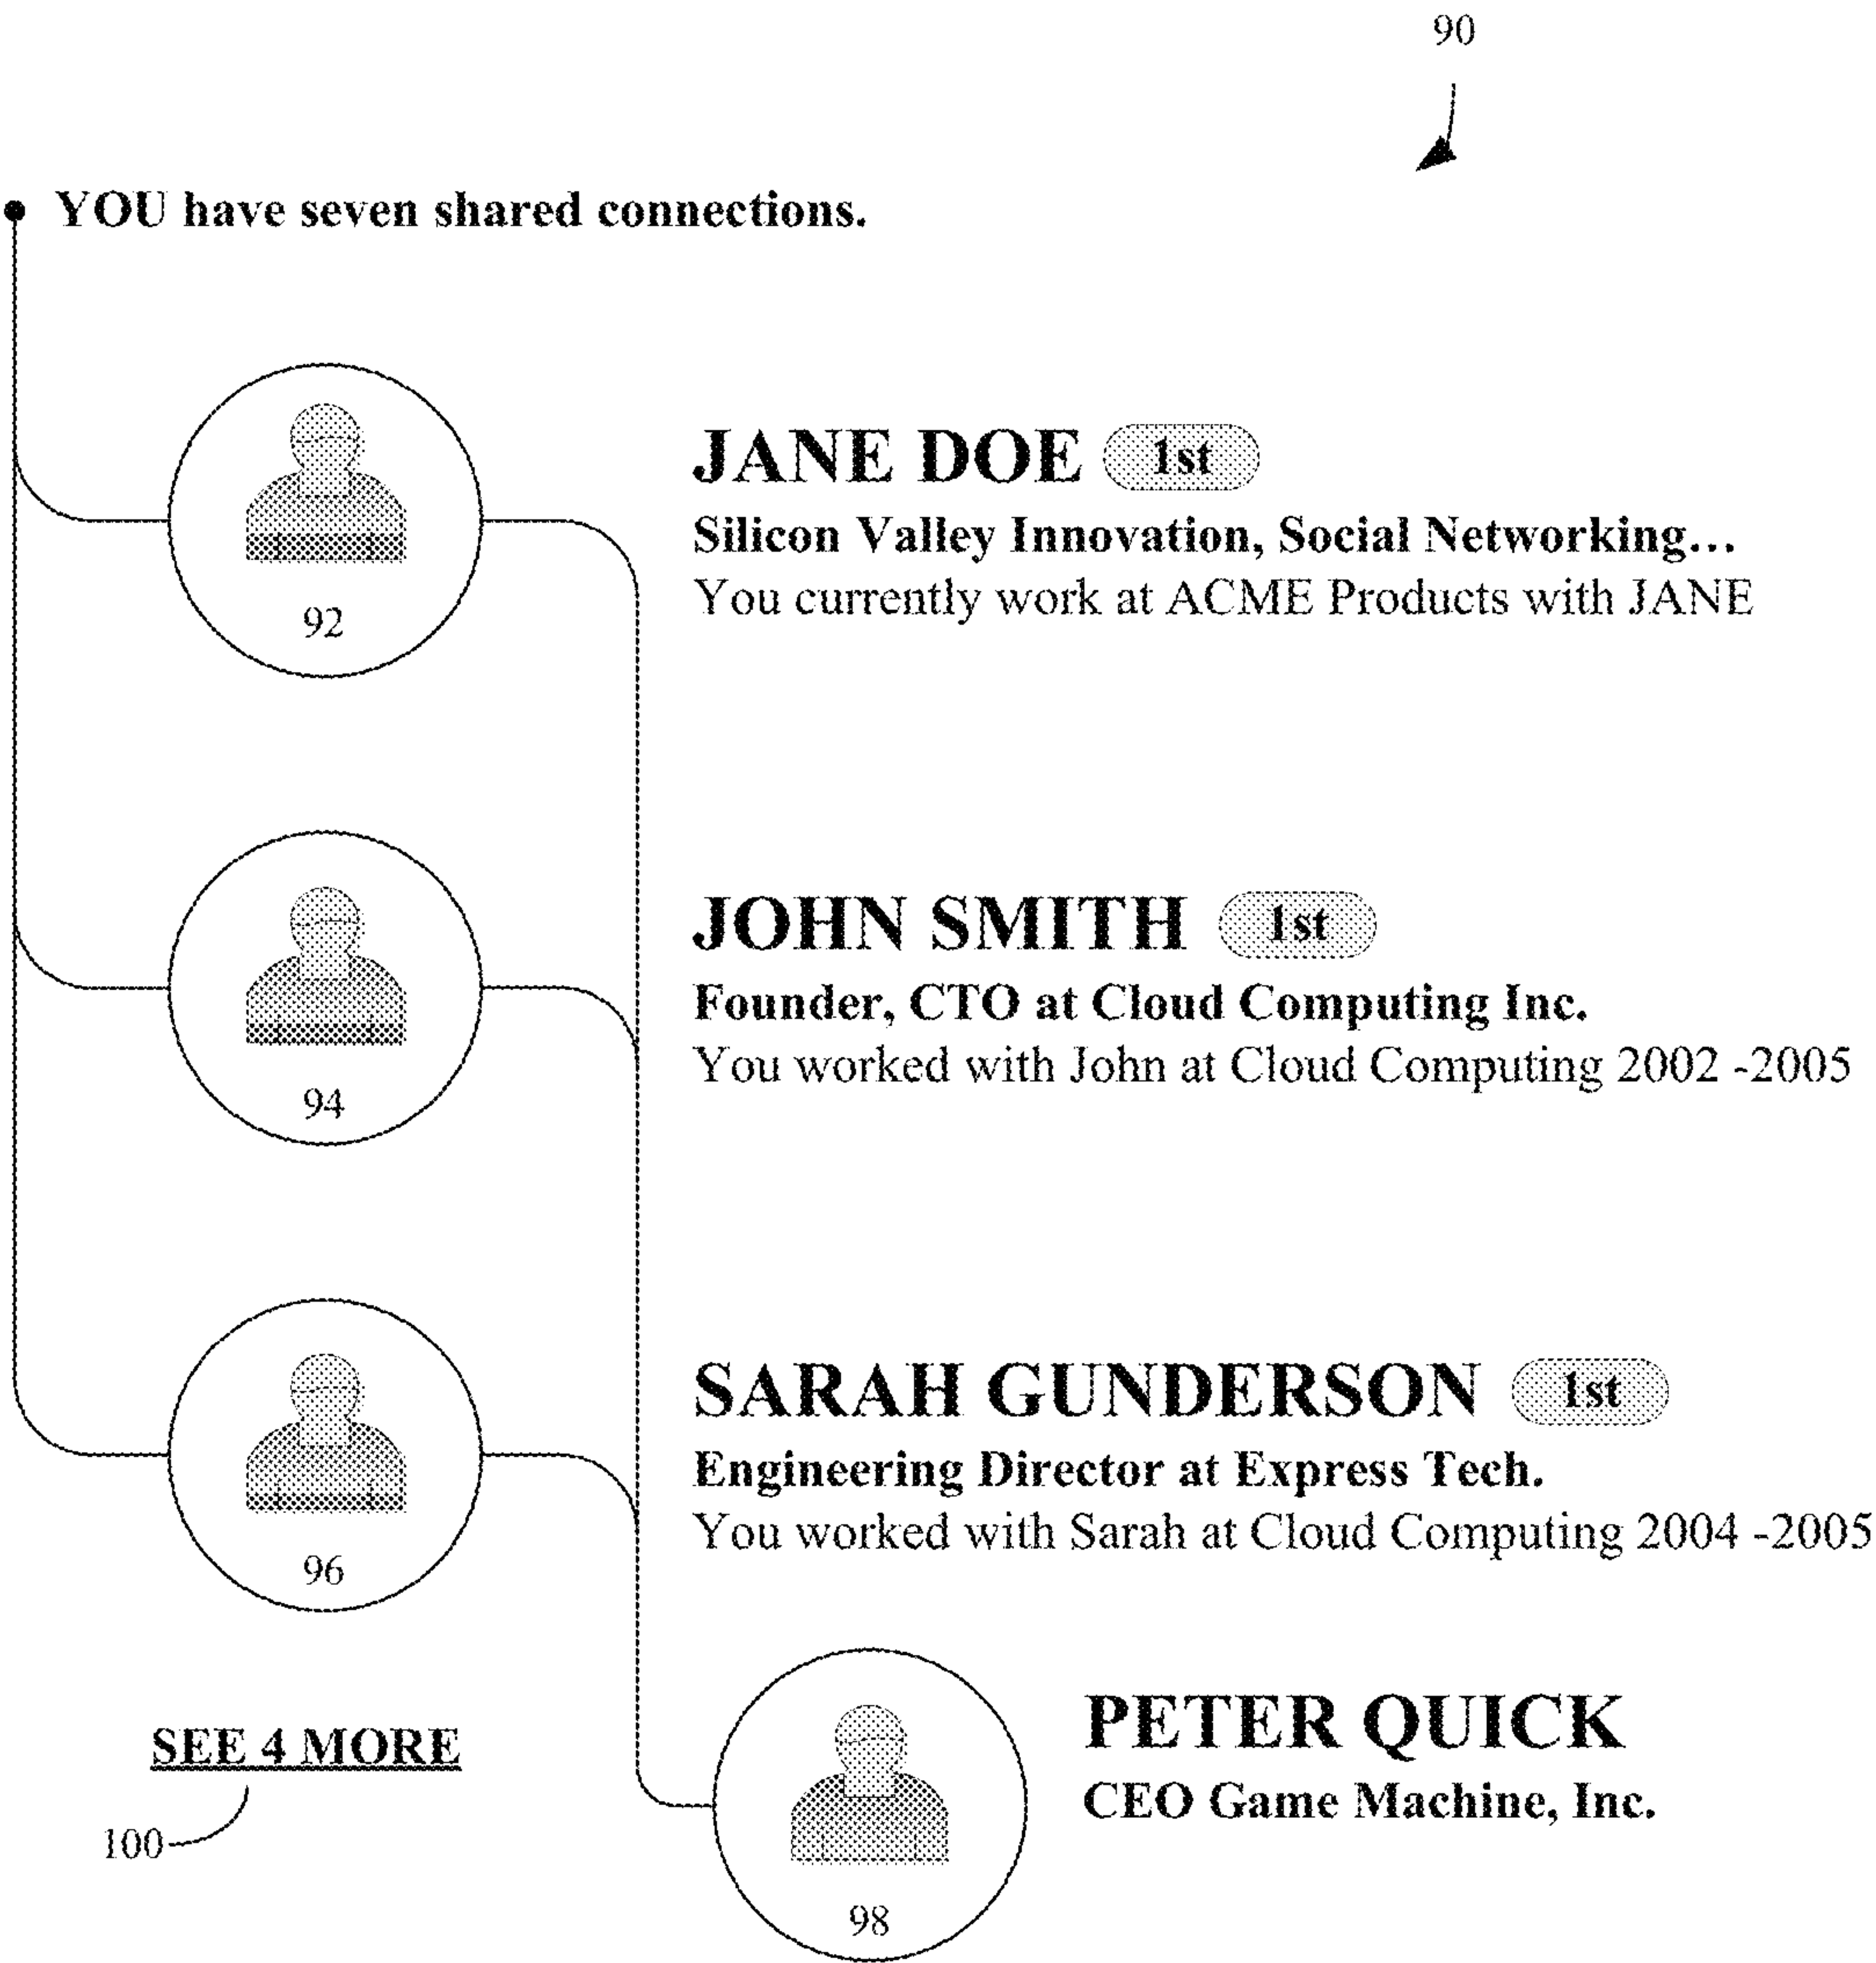 90
YOU have seven shared connections.
JANE DOE 1st
Silicon Valley Innovation, Social Networking...
You currently work at ACME Products with JANE
92
JOHN SMITH 1st
Founder, CTO at Cloud Computing Inc.
You worked with John at Cloud Computing 2002 -2005
94
SARAH GUNDERSON 1st
Engineering Director at Express Tech.
You worked with Sarah at Cloud Computing 2004 -2005
96
SEE 4 MORE
100
PETER QUICK
CEO Game Machine, Inc.
98